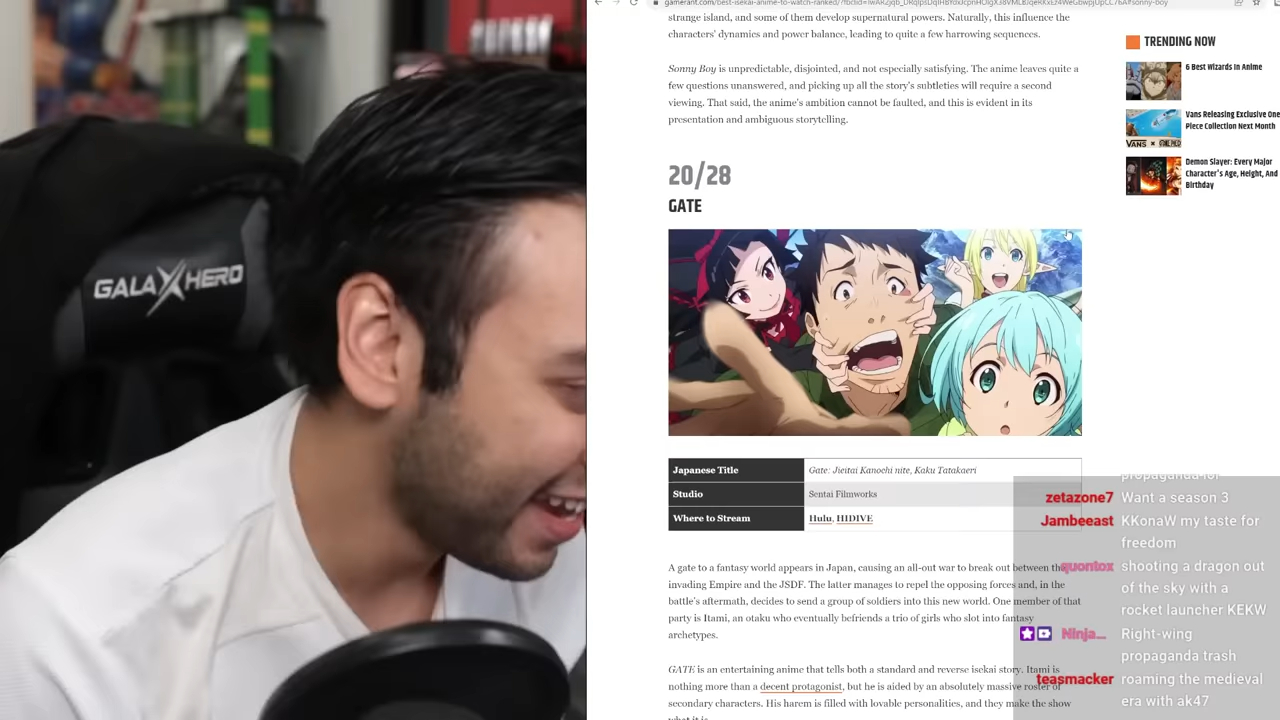 gamerant.com/best-isekai-anime-to-watch-ranked/
strange island, and some of them develop supernatural powers. Naturally, this influence the
characters' dynamics and power balance, leading to quite a few harrowing sequences.
Sonny Boy is unpredictable, disjointed, and not especially satisfying. The anime leaves quite a
few questions unanswered, and picking up all the story's subtleties will require a second
viewing. That said, the anime's ambition cannot be faulted, and this is evident in its
presentation and ambiguous storytelling.
20/28
GATE
Japanese Title Gate: Jieitai Kanochi nite, Kaku Tatakaeri
Studio Sentai Filmworks
Where to Stream Hulu, HIDIVE
A gate to a fantasy world appears in Japan, causing an all-out war to break out between the
invading Empire and the JSDF. The latter manages to repel the opposing forces and, in the
battle's aftermath, decides to send a group of soldiers into this new world. One member of that
party is Itami, an otaku who eventually befriends a trio of girls who slot into fantasy
archetypes.
GATE is an entertaining anime that tells both a standard and reverse isekai story. Itami is
nothing more than a decent protagonist, but he is aided by an absolutely massive roster of
secondary characters. His harem is filled with lovable personalities, and they make the show
what it is
TRENDING NOW
6 Best Wizards In Anime
Vans Releasing Exclusive One
Piece Collection Next Month
VANS
Demon Slayer: Every Major
Character's Age, Height, And
Birthday
propaganda for
zetazone7 Want a season 3
Jambeeast KKonaW my taste for
freedom
quontox shooting a dragon out
of the sky with a
rocket launcher KEKW
Ninja... Right-wing
propaganda trash
teasmacker roaming the medieval
era with ak47
GALAXHERO